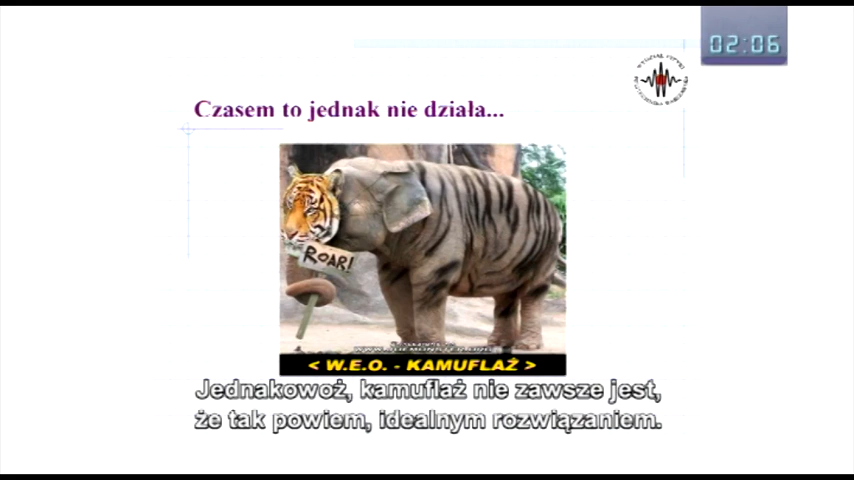 02:06
Czasem to jednak nie działa...
ROAR!
< W.E.O. - KAMUFLAŻ >
Jednakowoż, kamuflaż nie zawsze jest,
że tak powiem, idealnym rozwiązaniem.